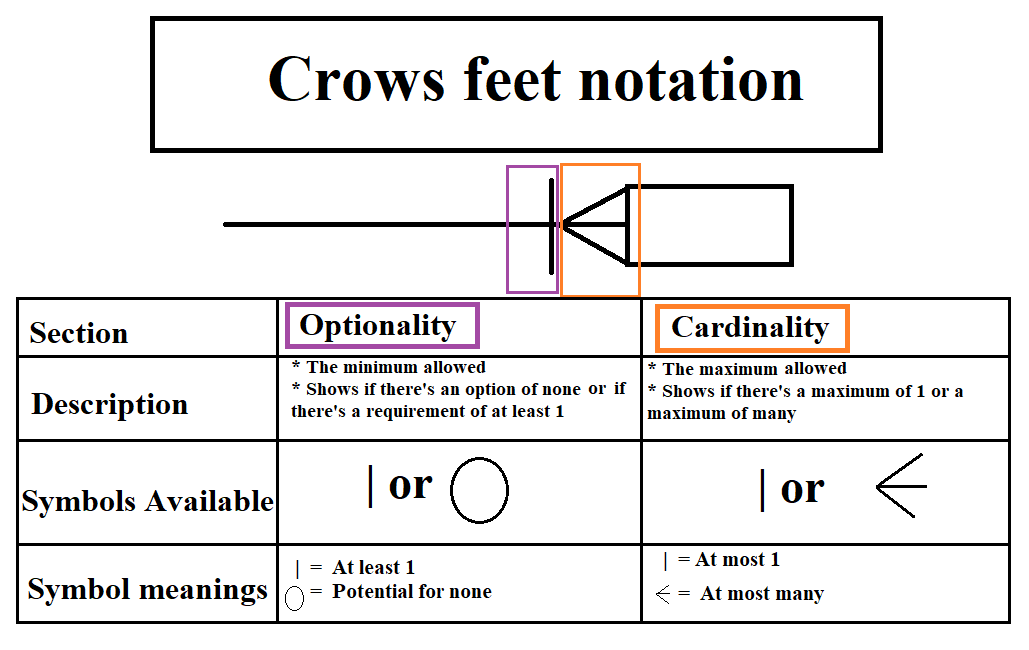 Crows feet notation
Section
Optionality
Cardinality
Description
* The minimum allowed
* Shows if there's an option of none or if
there's a requirement of at least 1
* The maximum allowed
* Shows if there's a maximum of 1 or a
maximum of many
Symbols Available
| or
| or
Symbol meanings
| = At least 1
= Potential for none
| = At most 1
= At most many